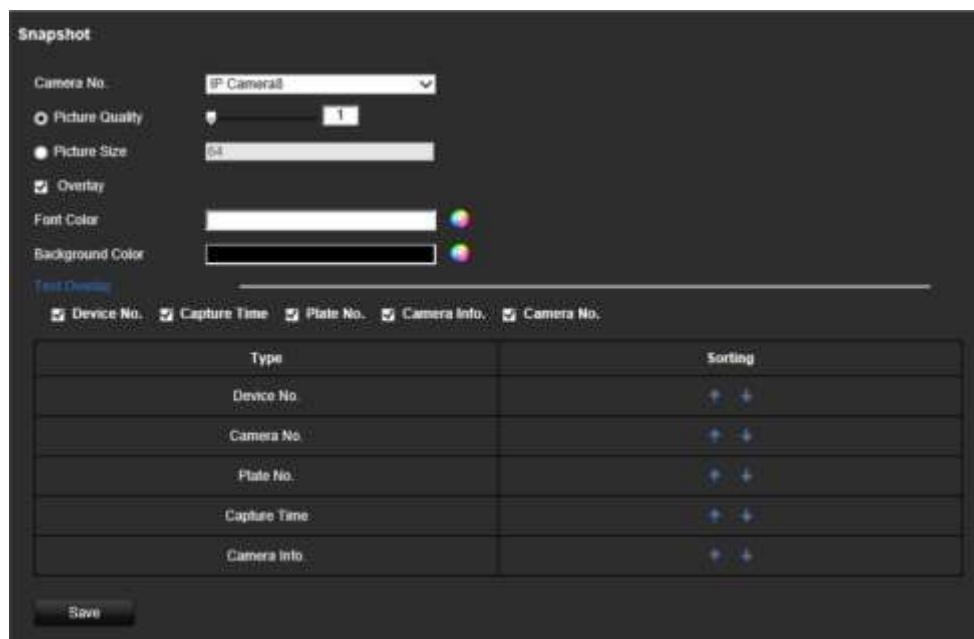 Snapshot
Camera No. IP Camera8
Picture Quality 1
Picture Size 64
Overlay
Font Color
Background Color
Text Overlay
Device No. Capture Time Plate No. Camera Info. Camera No.
Type Sorting
Device No.
Camera No.
Plate No.
Capture Time
Camera Info.
Save